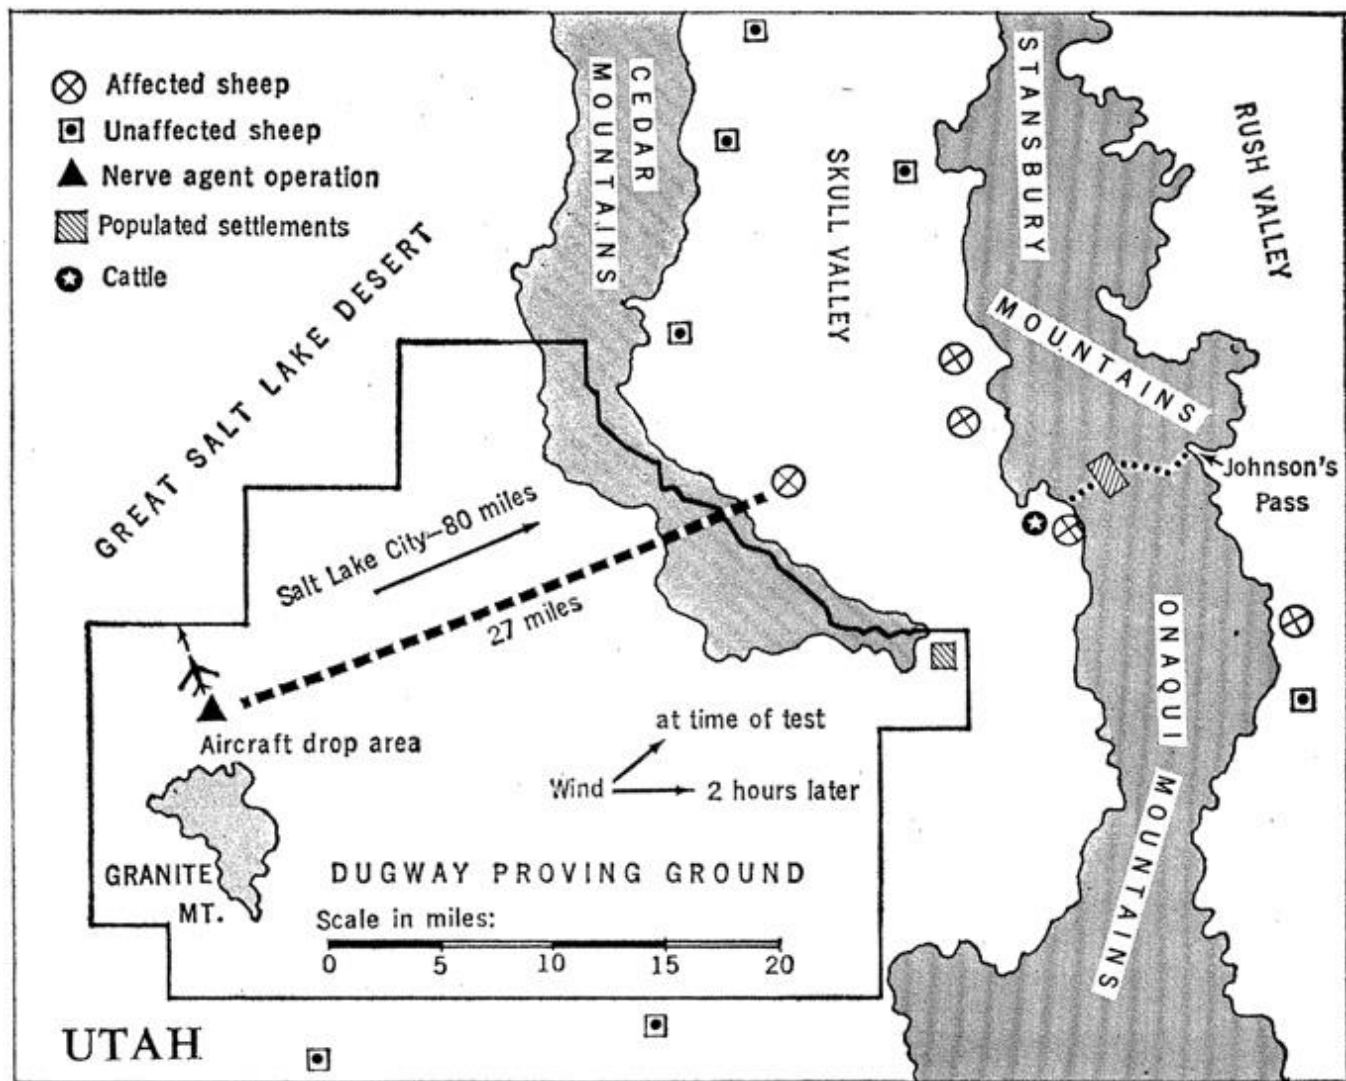 Affected sheep
Unaffected sheep
Nerve agent operation
Populated settlements
Cattle
CEDAR
MOUNTAINS
SKULL VALLEY
STANSBURY
MOUNTAINS
RUSH VALLEY
GREAT SALT LAKE DESERT
Johnson's
Pass
Salt Lake City–80 miles
27 miles
ONAQUI
MOUNTAINS
Aircraft drop area
at time of test
Wind
2 hours later
GRANITE
MT.
DUGWAY PROVING GROUND
Scale in miles:
0 5 10 15 20
UTAH